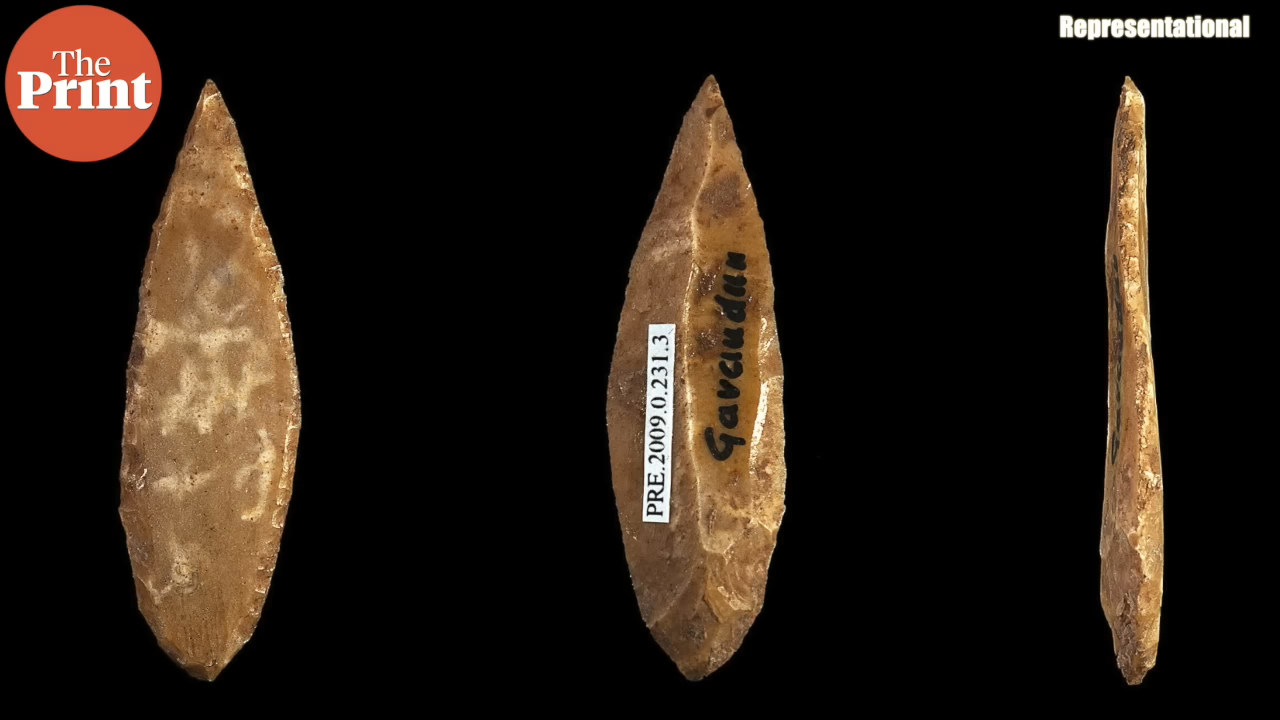 The
Print
Representational
PRE.2009.0.231.3
Gavaudun